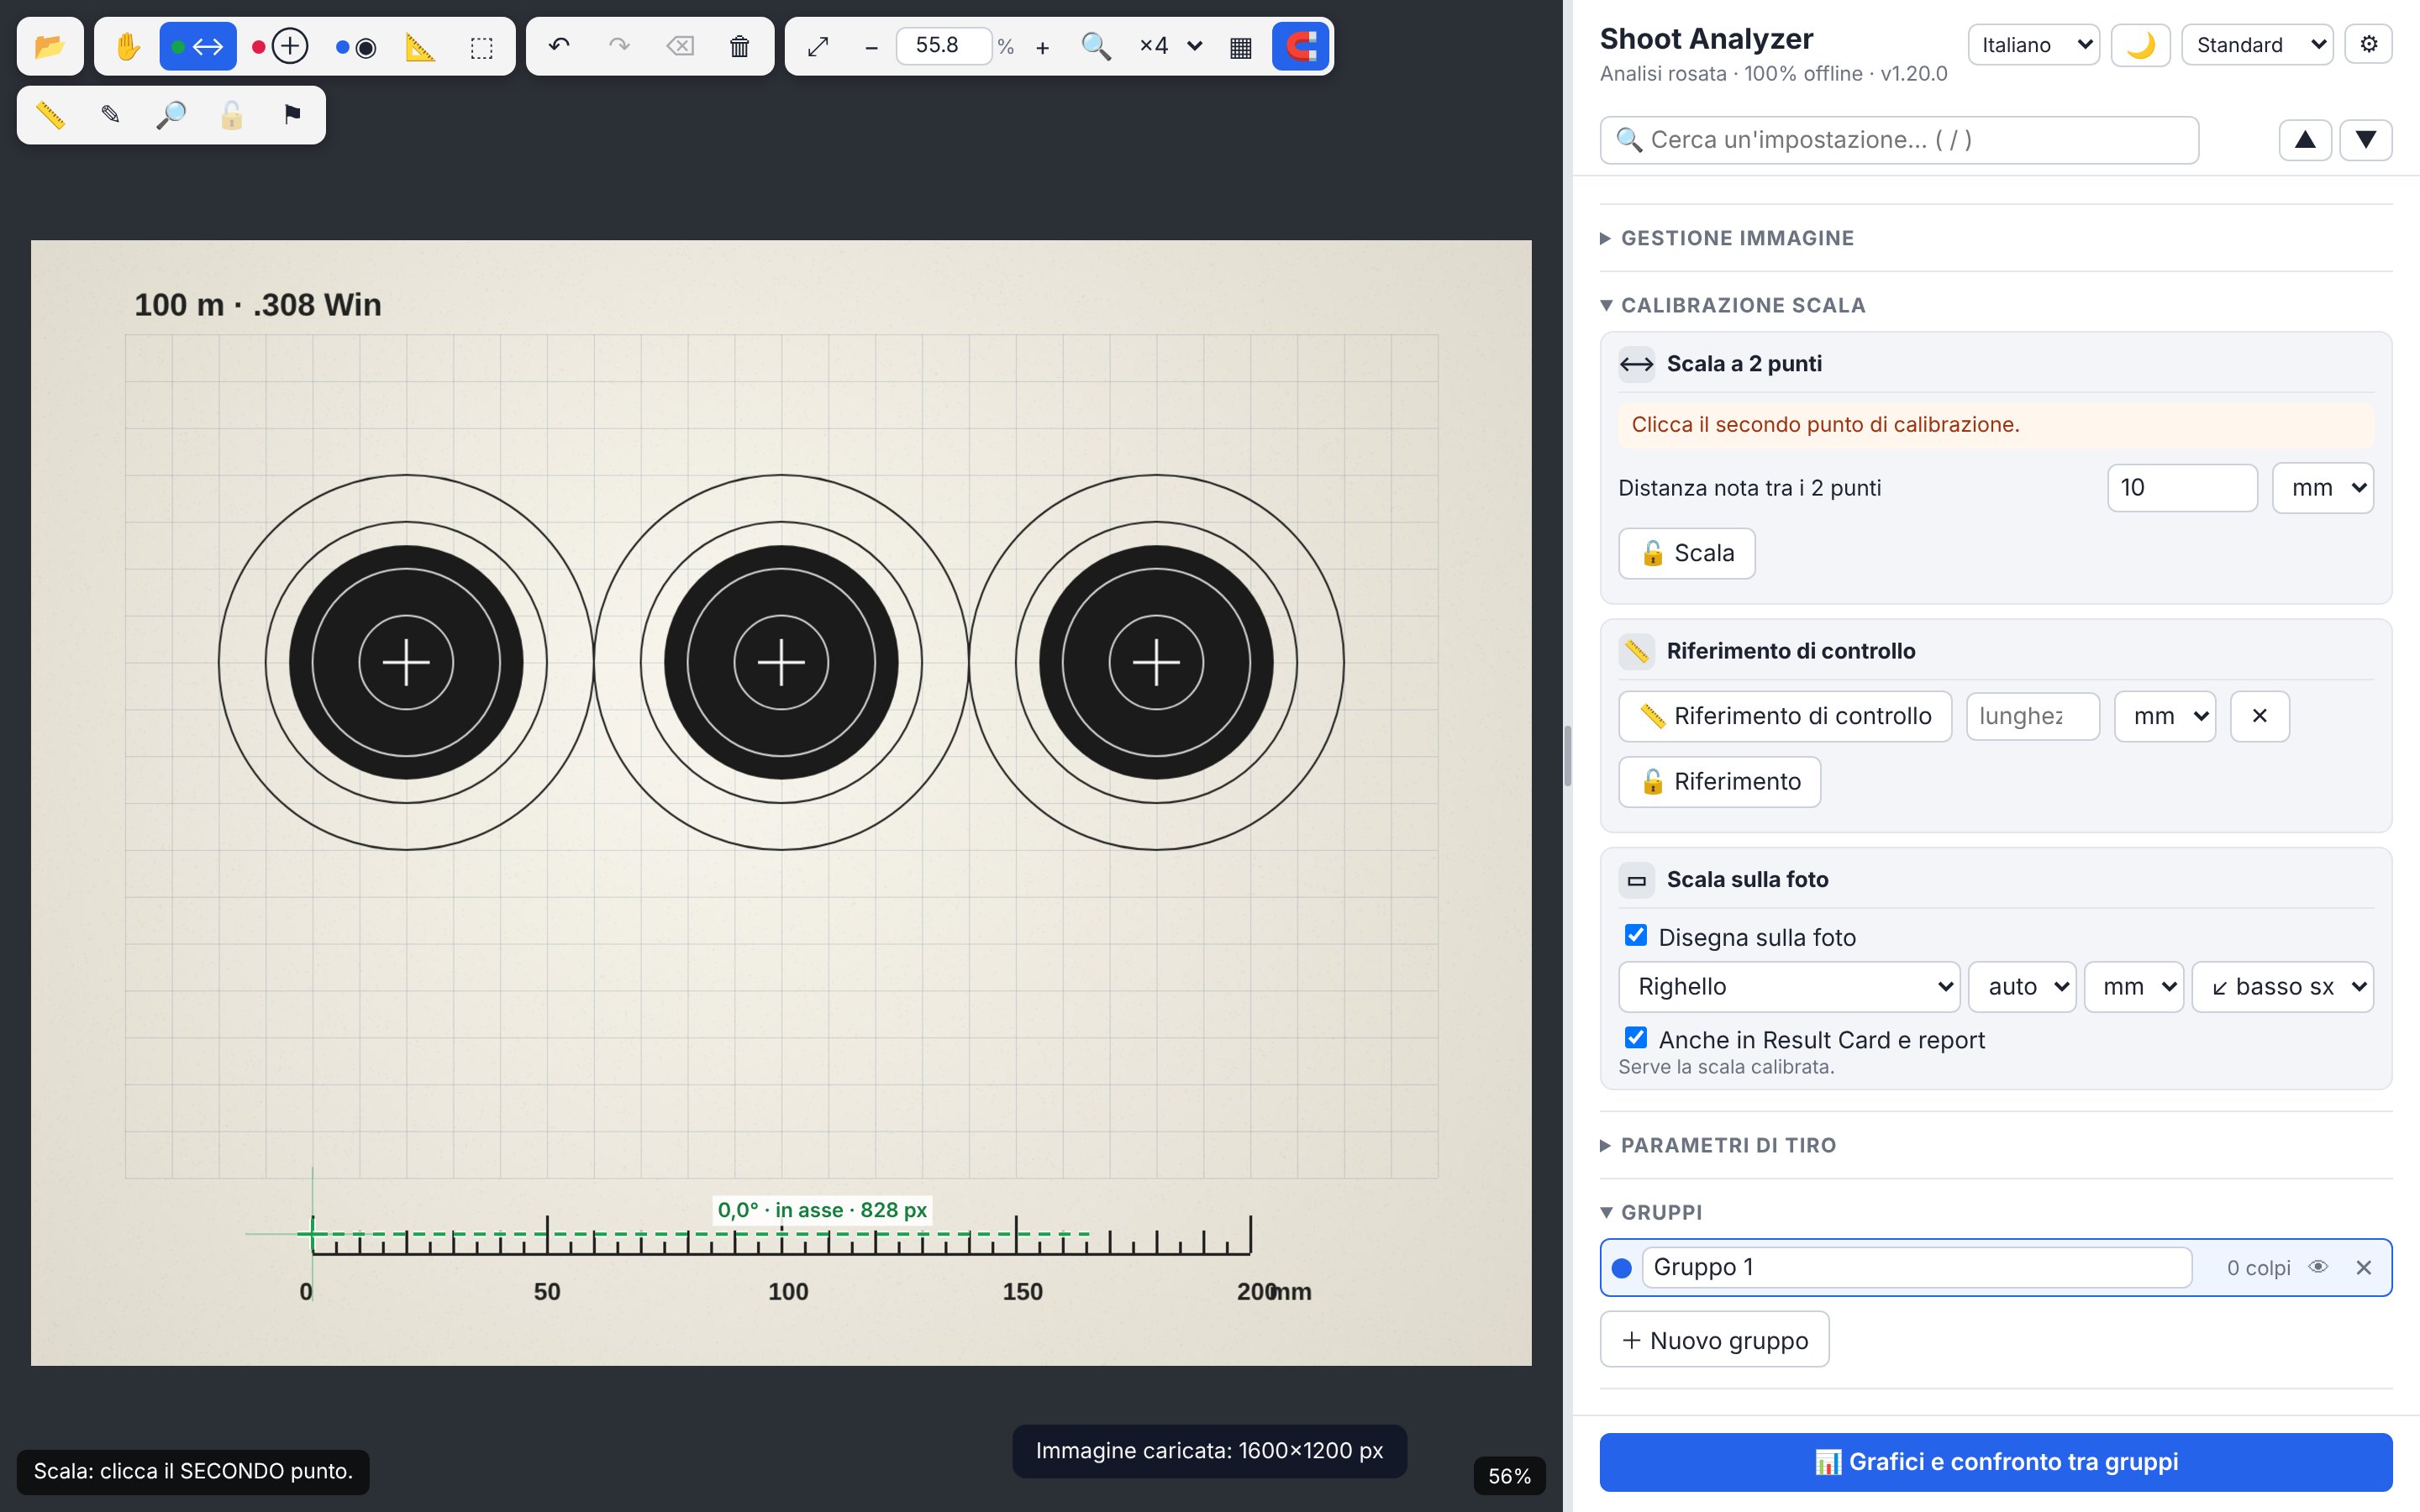 55.8 % ×4
100 m · .308 Win
0,0° · in asse · 828 px
0 50 100 150 200 mm
Immagine caricata: 1600×1200 px
Scala: clicca il SECONDO punto.
56%
Shoot Analyzer
Italiano
Standard
Analisi rosata · 100% offline · v1.20.0
Cerca un'impostazione... ( / )
GESTIONE IMMAGINE
CALIBRAZIONE SCALA
Scala a 2 punti
Clicca il secondo punto di calibrazione.
Distanza nota tra i 2 punti 10 mm
Scala
Riferimento di controllo
Riferimento di controllo lunghez mm
Riferimento
Scala sulla foto
Disegna sulla foto
Righello auto mm ↙ basso sx
Anche in Result Card e report
Serve la scala calibrata.
PARAMETRI DI TIRO
GRUPPI
Gruppo 1 0 colpi
+ Nuovo gruppo
Grafici e confronto tra gruppi